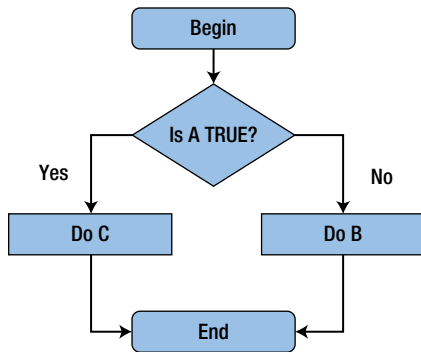 Begin
Is A TRUE?
Yes
No
Do C
Do B
End